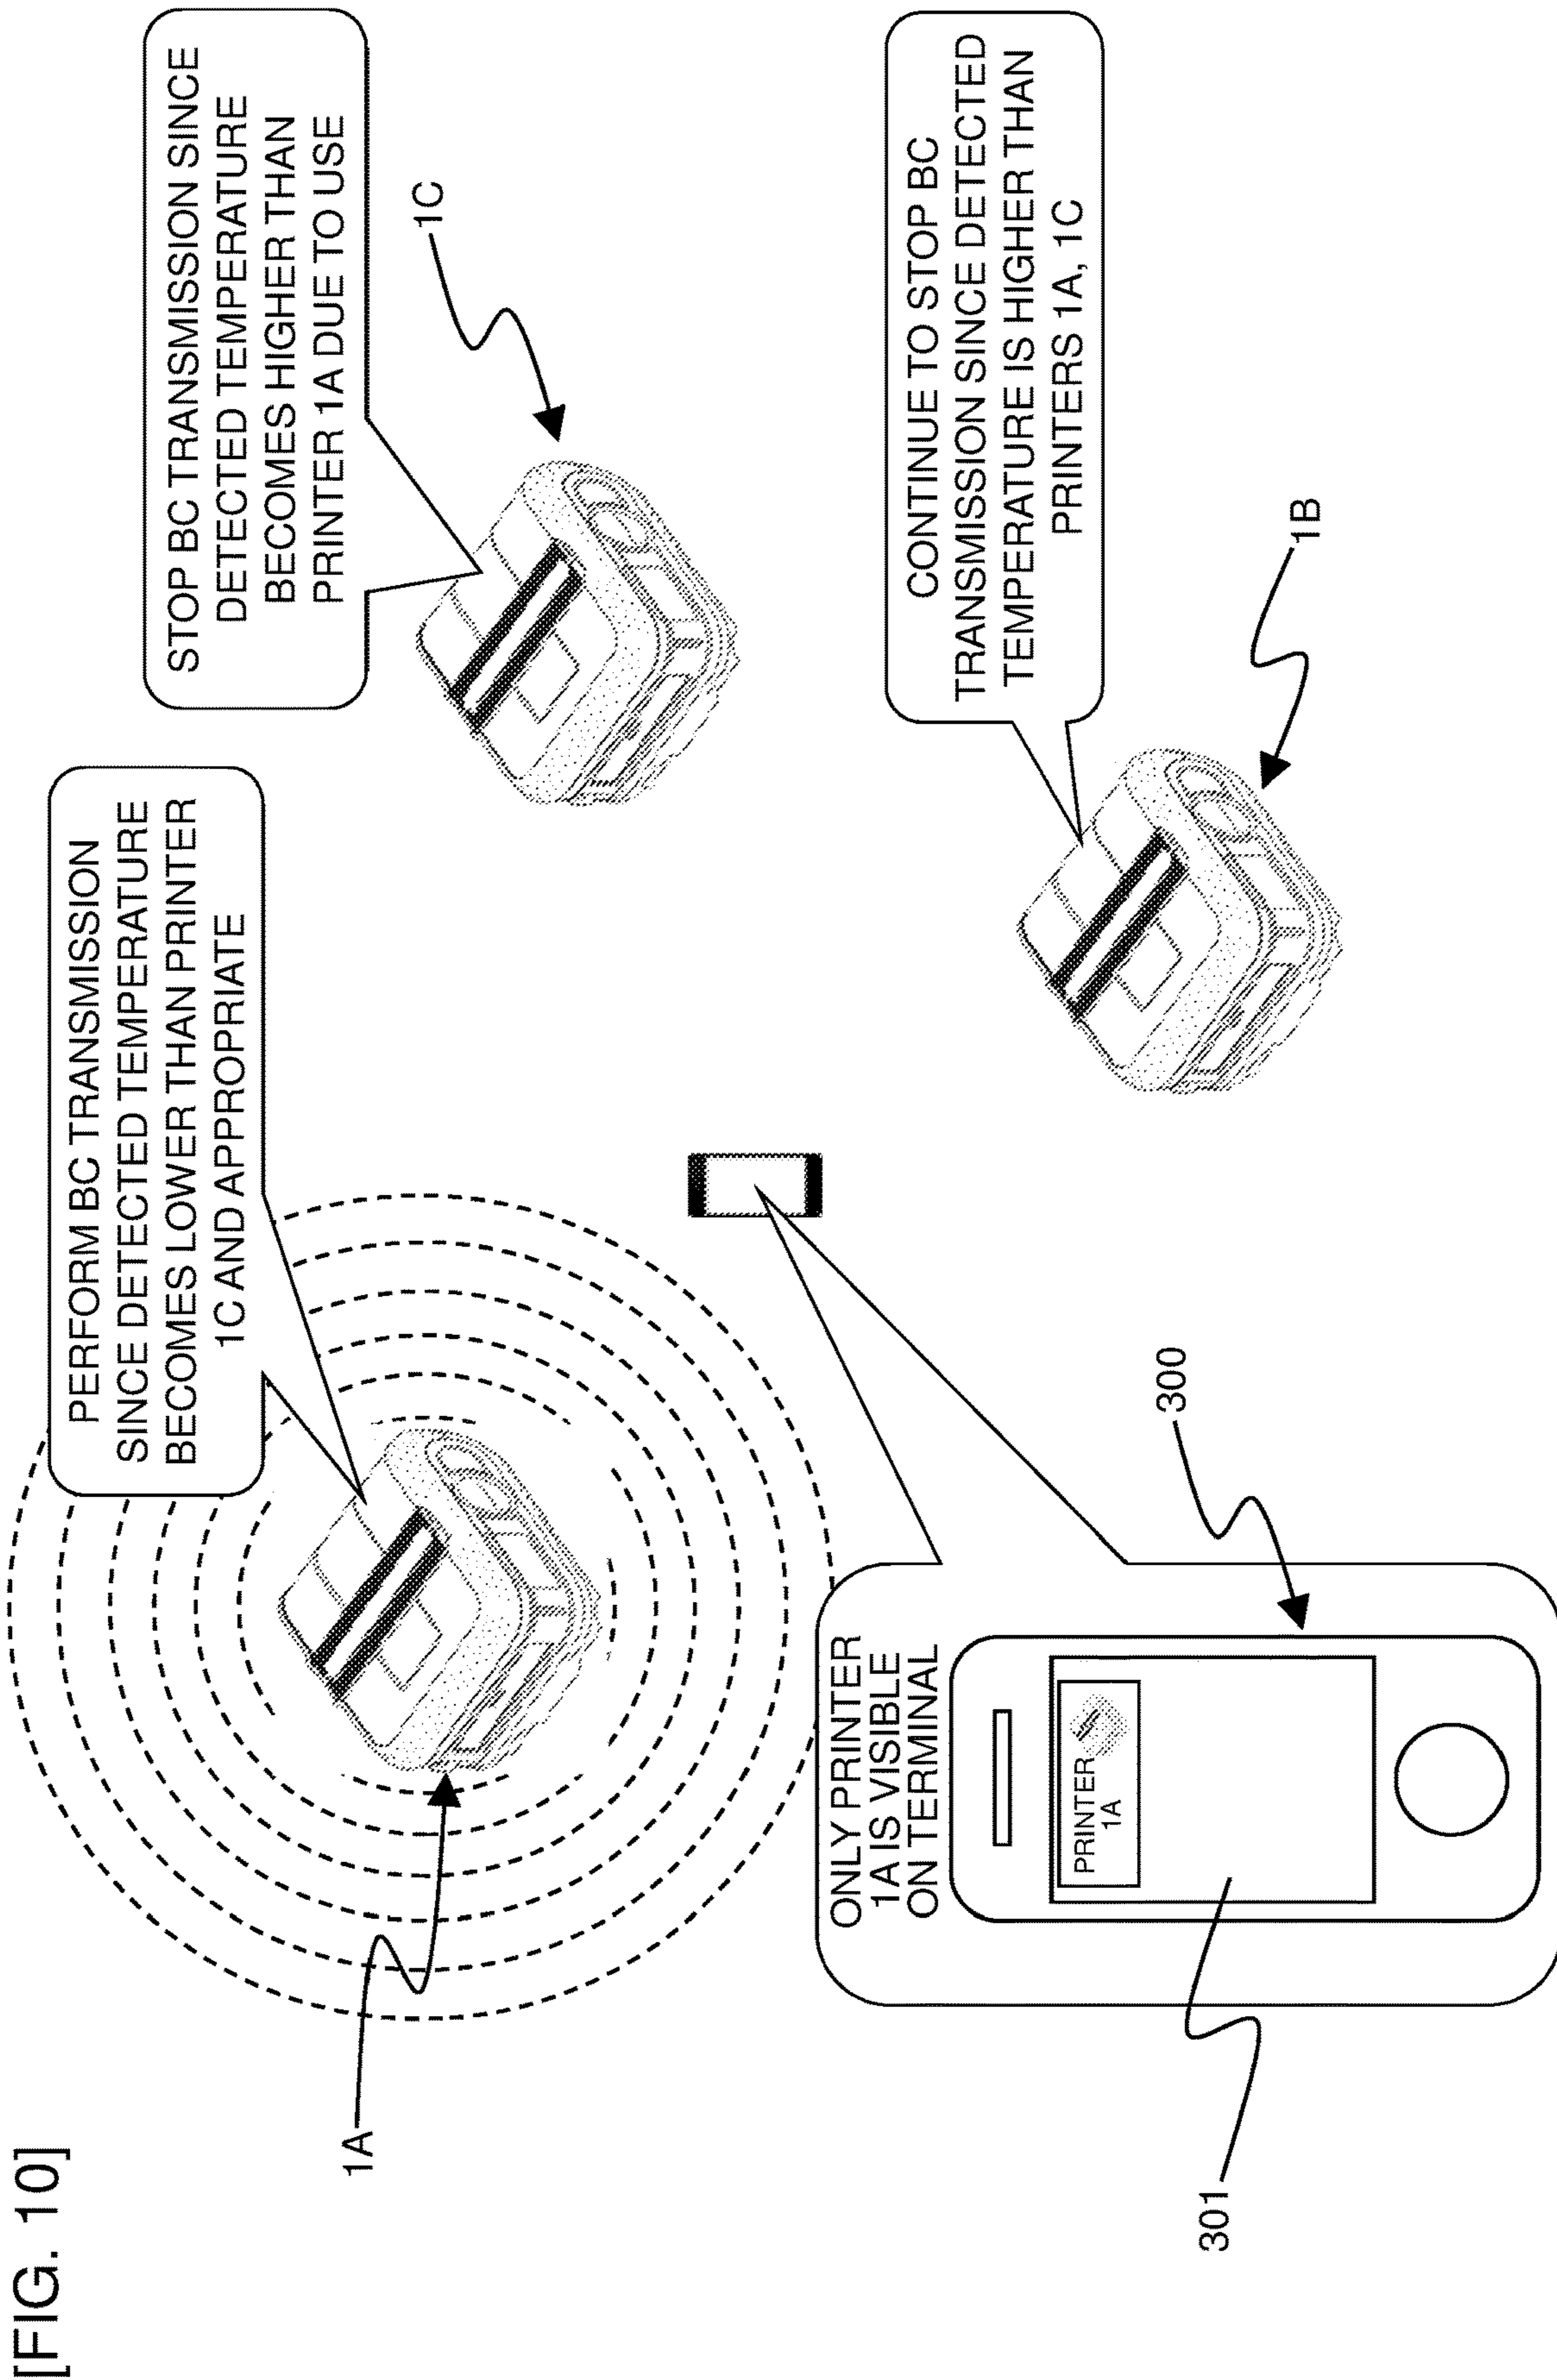 [FIG. 10]
PERFORM BC TRANSMISSION
SINCE DETECTED TEMPERATURE
BECOMES LOWER THAN PRINTER
1C AND APPROPRIATE
STOP BC TRANSMISSION SINCE
DETECTED TEMPERATURE
BECOMES HIGHER THAN
PRINTER 1A DUE TO USE
1A
1C
ONLY PRINTER
1A IS VISIBLE
ON TERMINAL
PRINTER
1A
301
300
CONTINUE TO STOP BC
TRANSMISSION SINCE DETECTED
TEMPERATURE IS HIGHER THAN
PRINTERS 1A, 1C
1B